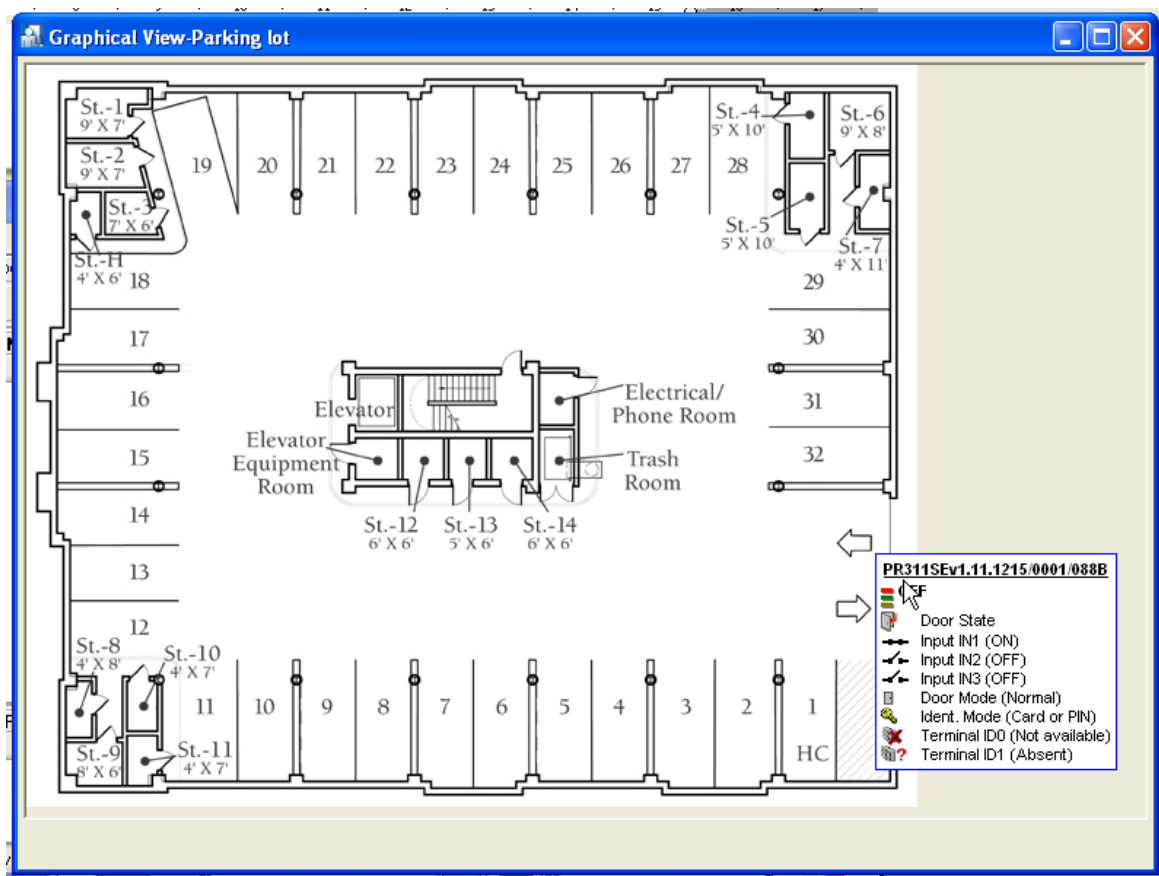 Graphical View-Parking lot
St.-1
9' X 7'
St.-2
9' X 7'
St.-3
7' X 6'
St.-H
4' X 6'
19
20
21
22
23
24
25
26
27
28
St.-4
5' X 10'
St.-5
5' X 10'
St.-6
9' X 8'
St.-7
4' X 11'
18
17
16
15
14
13
12
29
30
31
32
Elevator
Elevator
Equipment
Room
Electrical/
Phone Room
Trash
Room
St.-12
6' X 6'
St.-13
5' X 6'
St.-14
6' X 6'
St.-8
4' X 8'
St.-10
4' X 7'
St.-9
8' X 6'
St.-11
4' X 7'
11
10
9
8
7
6
5
4
3
2
1
HC
PR311SEv1.11.1215/0001/088B
Door State
Input IN1 (ON)
Input IN2 (OFF)
Input IN3 (OFF)
Door Mode (Normal)
Ident. Mode (Card or PIN)
Terminal ID0 (Not available)
Terminal ID1 (Absent)